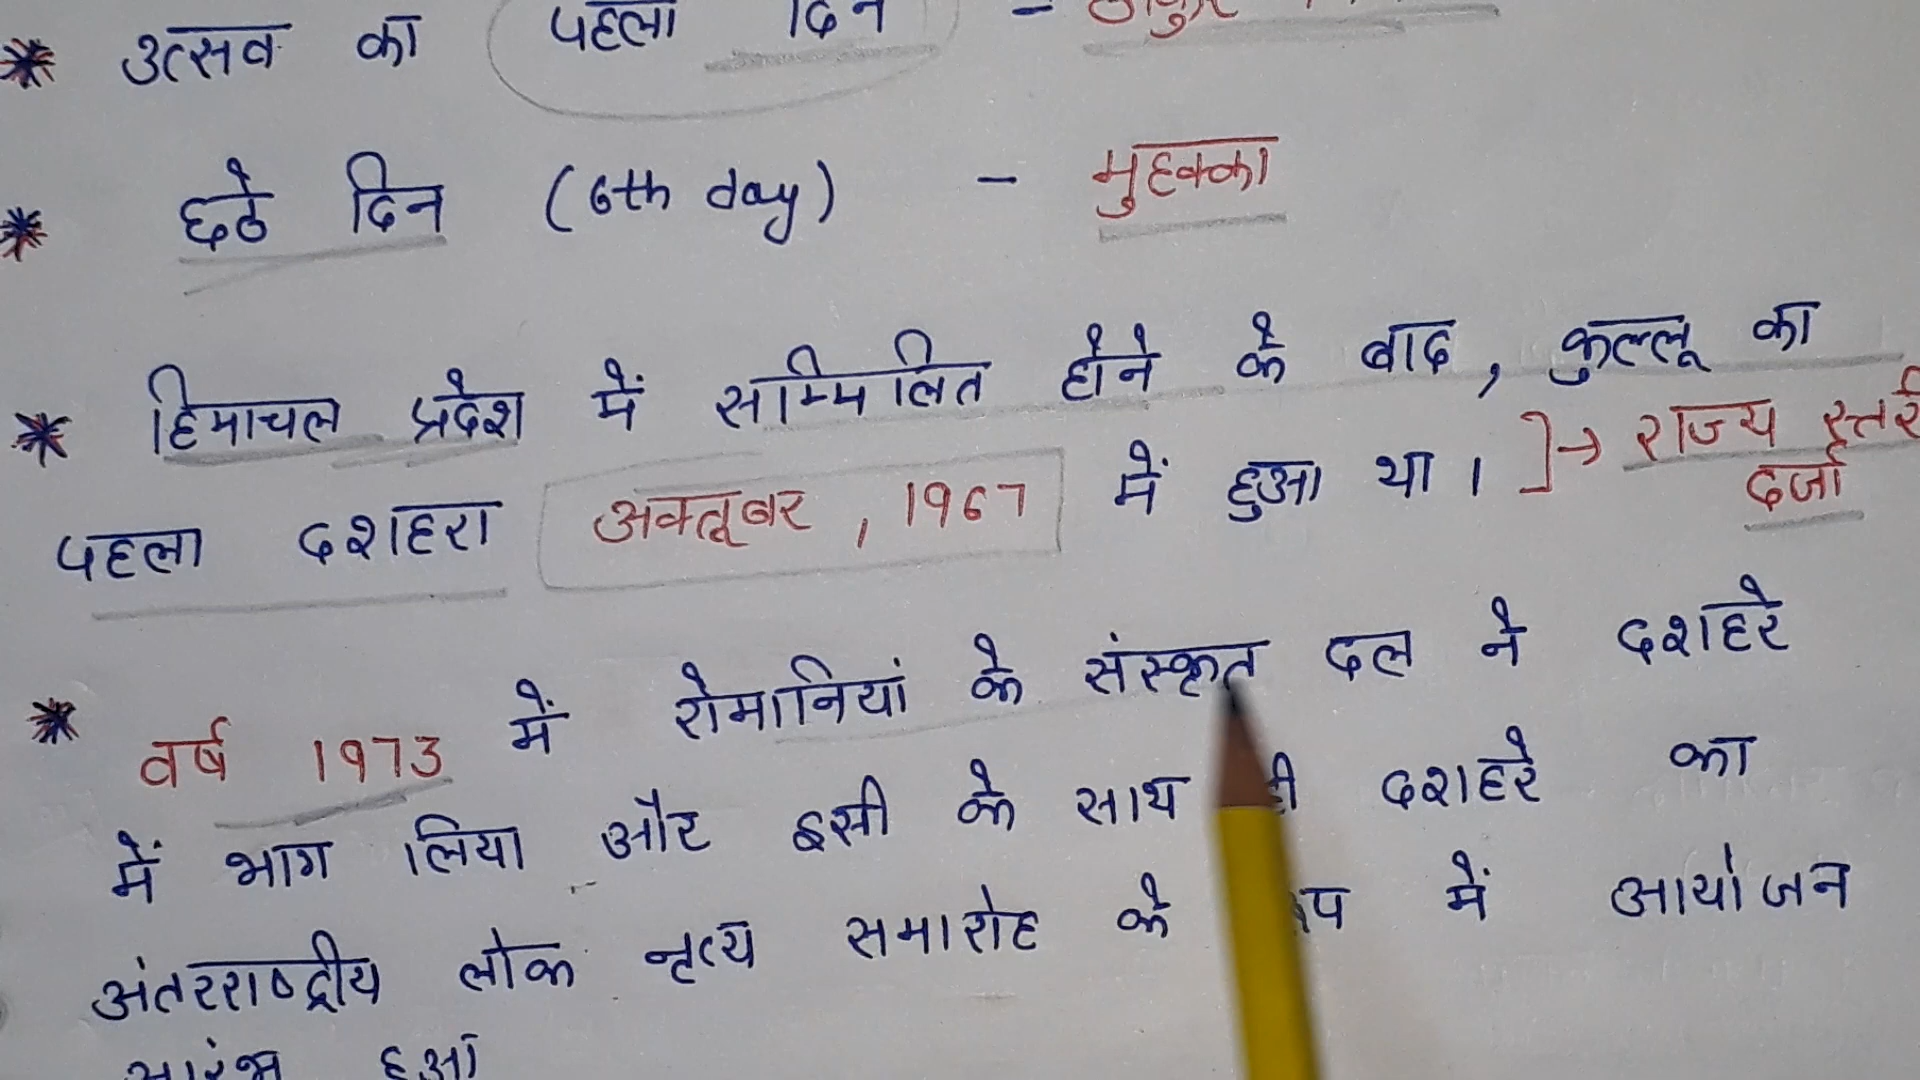 * उत्सव का पहला दिन -
* छठे दिन (6th day) - मुहक्का
* हिमाचल प्रदेश में सम्मिलित होने के बाद, कुल्लू का
पहला दशहरा अक्तूबर, 1967 में हुआ था। ]→ राज्य स्तरी
दर्जा
* वर्ष 1973 में रोमानियां के संस्कृत दल ने दशहरे
में भाग लिया और इसी के साथ ही दशहरे का
अंतरराष्ट्रीय लोक नृत्य समारोह के में आयोजन
हुआ